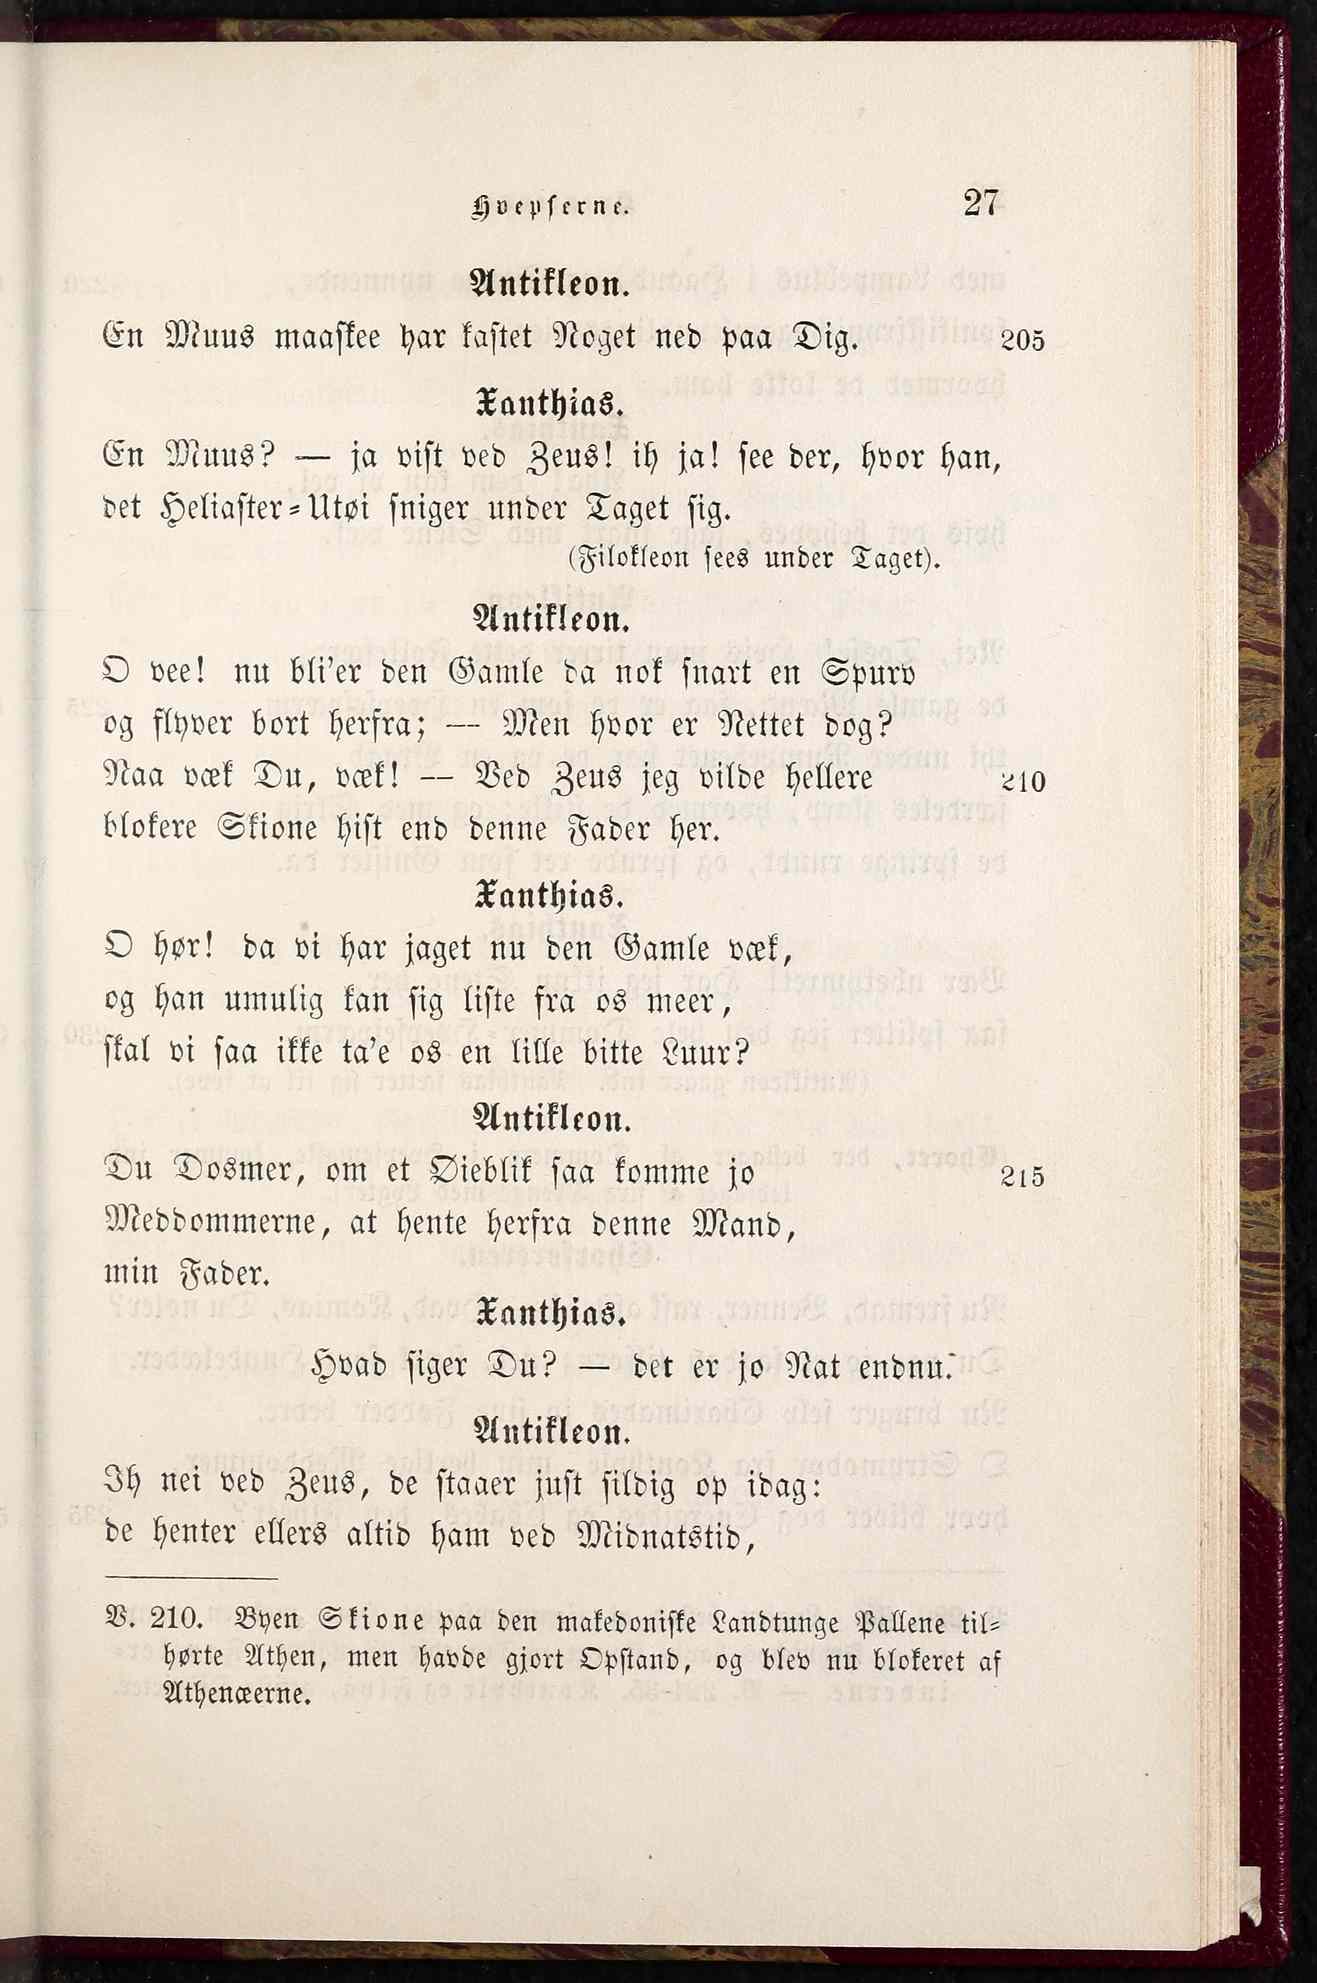 Hvepserne.
27
Antikleon.
En Muus maaskee har kastet Noget ned paa Dig. 205
Xanthias.
En Muus? — ja vist ved Zeus! ih ja! see der, hvor han,
det Heliaster-Utøi sniger under Taget sig.
(Filokleon sees under Taget).
Antikleon.
O vee! nu bli'er den Gamle da nok snart en Spurv
og flyver bort herfra; — Men hvor er Nettet dog?
Naa væk Du, væk! — Ved Zeus jeg vilde hellere 210
blokere Skione hist end denne Fader her.
Xanthias.
O hør! da vi har jaget nu den Gamle væk,
og han umulig kan sig liste fra os meer,
skal vi saa ikke ta'e os en lille bitte Luur?
Antikleon.
Du Dosmer, om et Øieblik saa komme jo 215
Meddommerne, at hente herfra denne Mand,
min Fader.
Xanthias.
Hvad siger Du? — det er jo Nat endnu.
Antikleon.
Ih nei ved Zeus, de staaer just sildig op idag:
de henter ellers altid ham ved Midnatstid,
V. 210. Byen Skione paa den makedoniske Landtunge Pallene til-
hørte Athen, men havde gjort Opstand, og blev nu blokeret af
Athenæerne.